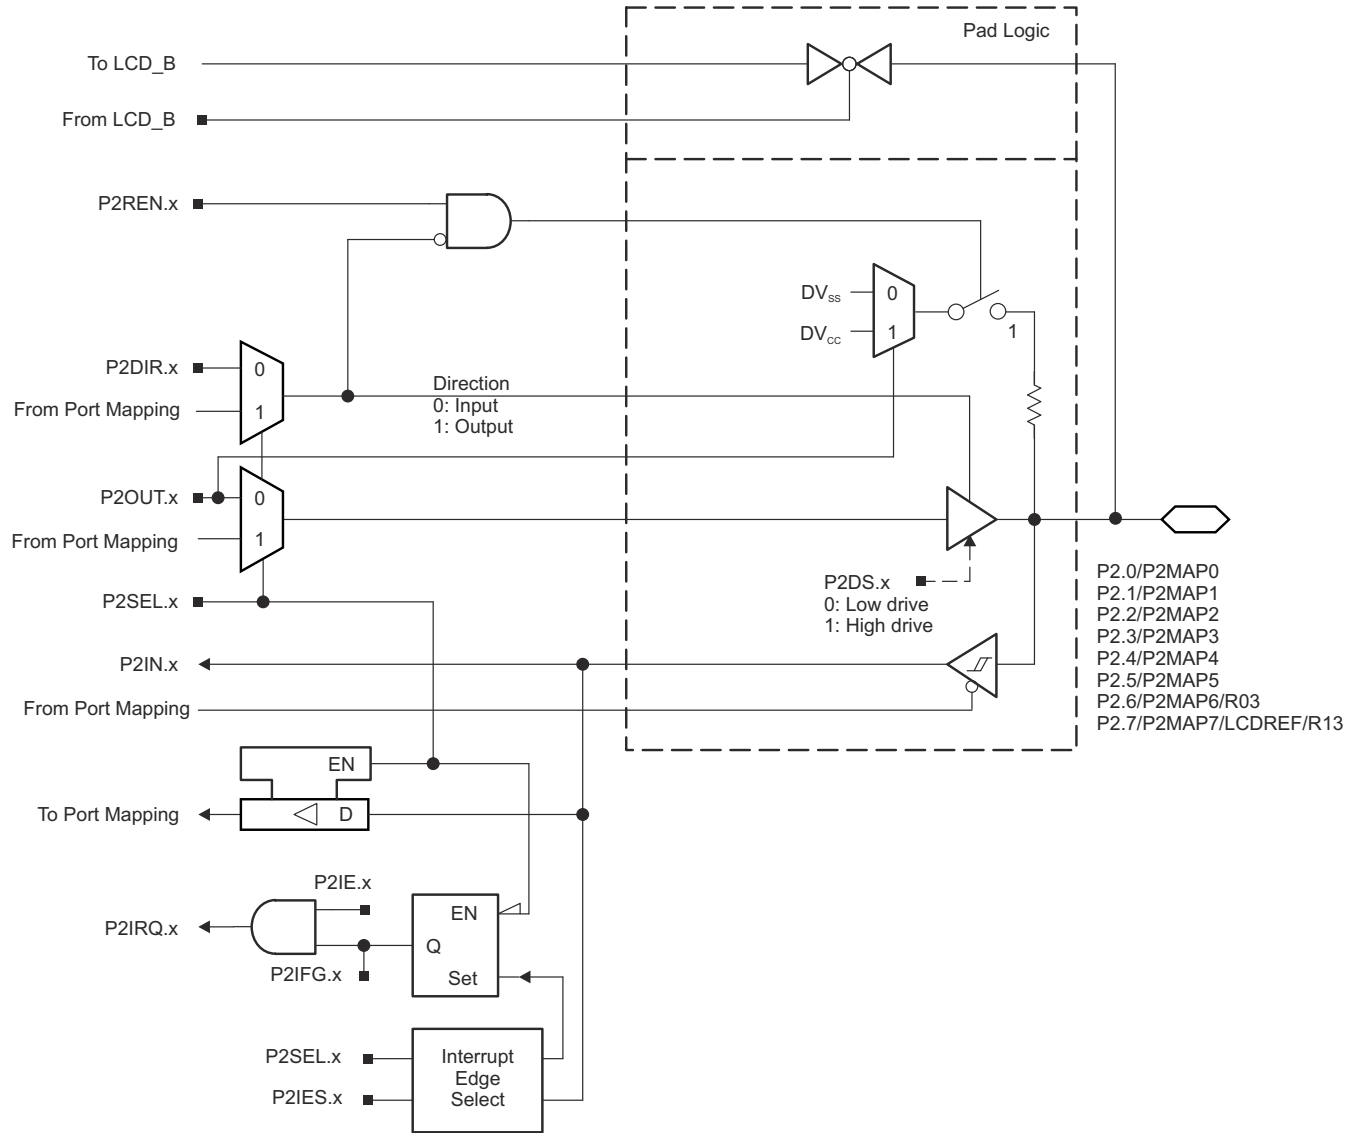 Pad Logic
To LCD_B
From LCD_B
P2REN.x
DVSS
0
DVCC
1
1
P2DIR.x
0
From Port Mapping
1
Direction
0: Input
1: Output
P2OUT.x
0
From Port Mapping
1
P2SEL.x
P2DS.x
0: Low drive
1: High drive
P2.0/P2MAP0
P2.1/P2MAP1
P2.2/P2MAP2
P2.3/P2MAP3
P2.4/P2MAP4
P2.5/P2MAP5
P2.6/P2MAP6/R03
P2.7/P2MAP7/LCDREF/R13
P2IN.x
From Port Mapping
EN
To Port Mapping
D
P2IE.x
EN
P2IRQ.x
Q
P2IFG.x
Set
P2SEL.x
P2IES.x
Interrupt
Edge
Select